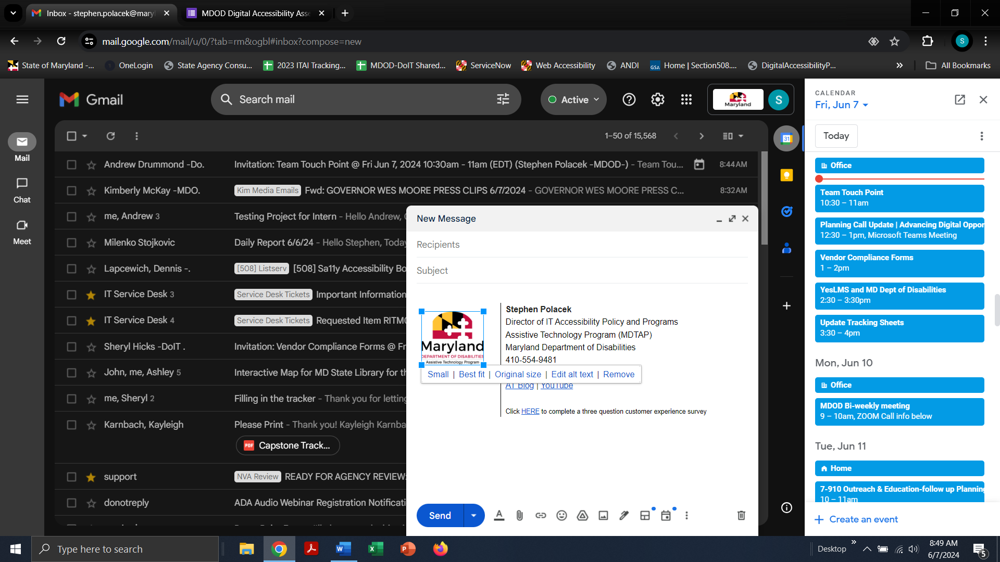 Inbox - stephen.polacek@mary
MDOD Digital Accessibility Asse
mail.google.com/mail/u/0/?tab=rm&ogbl#inbox?compose=new
S
State of Maryland -...
OneLogin
State Agency Consu...
2023 ITAI Tracking...
MDOD-DoIT Shared...
ServiceNow
Web Accessibility
ANDI
GSA
Home | Section508....
DigitalAccessibilityP...
All Bookmarks
Gmail
Search mail
Active
Maryland
S
Mail
Chat
Meet
1–50 of 15,568
Andrew Drummond -Do. Invitation: Team Touch Point @ Fri Jun 7, 2024 10:30am - 11am (EDT) (Stephen Polacek -MDOD-) - Team Tou... 8:44 AM
Kimberly McKay -MDO. Kim Media Emails Fwd: GOVERNOR WES MOORE PRESS CLIPS 6/7/2024 - GOVERNOR WES MOORE PRESS C... 8:32 AM
me, Andrew 3 Testing Project for Intern - Hello Andrew,
Milenko Stojkovic Daily Report 6/6/24 - Hello Stephen, Today
Lapcewich, Dennis -. [508] Listserv [508] Sa11y Accessibility Bo
IT Service Desk 3 Service Desk Tickets Important Information
IT Service Desk 4 Service Desk Tickets Requested Item RITM
Sheryl Hicks -DoIT . Invitation: Vendor Compliance Forms @ Fr
John, me, Ashley 5 Interactive Map for MD State Library for th
me, Sheryl 2 Filling in the tracker - Thank you for letting
Karnbach, Kayleigh Please Print - Thank you! Kayleigh Karnba
PDF Capstone Track...
support NVA Review READY FOR AGENCY REVIEW:
donotreply ADA Audio Webinar Registration Notificati
New Message
Recipients
Subject
Maryland
DEPARTMENT OF DISABILITIES
Assistive Technology Program
Stephen Polacek
Director of IT Accessibility Policy and Programs
Assistive Technology Program (MDTAP)
Maryland Department of Disabilities
410-554-9481
Small | Best fit | Original size | Edit alt text | Remove
AT Blog | YouTube
Click HERE to complete a three question customer experience survey
Send
31
CALENDAR
Fri, Jun 7
Today
Office
Team Touch Point
10:30 – 11am
Planning Call Update | Advancing Digital Oppor
12:30 – 1pm, Microsoft Teams Meeting
Vendor Compliance Forms
1 – 2pm
YesLMS and MD Dept of Disabilities
2:30 – 3:30pm
Update Tracking Sheets
3:30 – 4pm
Mon, Jun 10
Office
MDOD Bi-weekly meeting
9 – 10am, ZOOM Call info below
Tue, Jun 11
Home
7-910 Outreach & Education-follow up Planning
10 – 11am
Create an event
Type here to search
Desktop
8:49 AM
6/7/2024
5